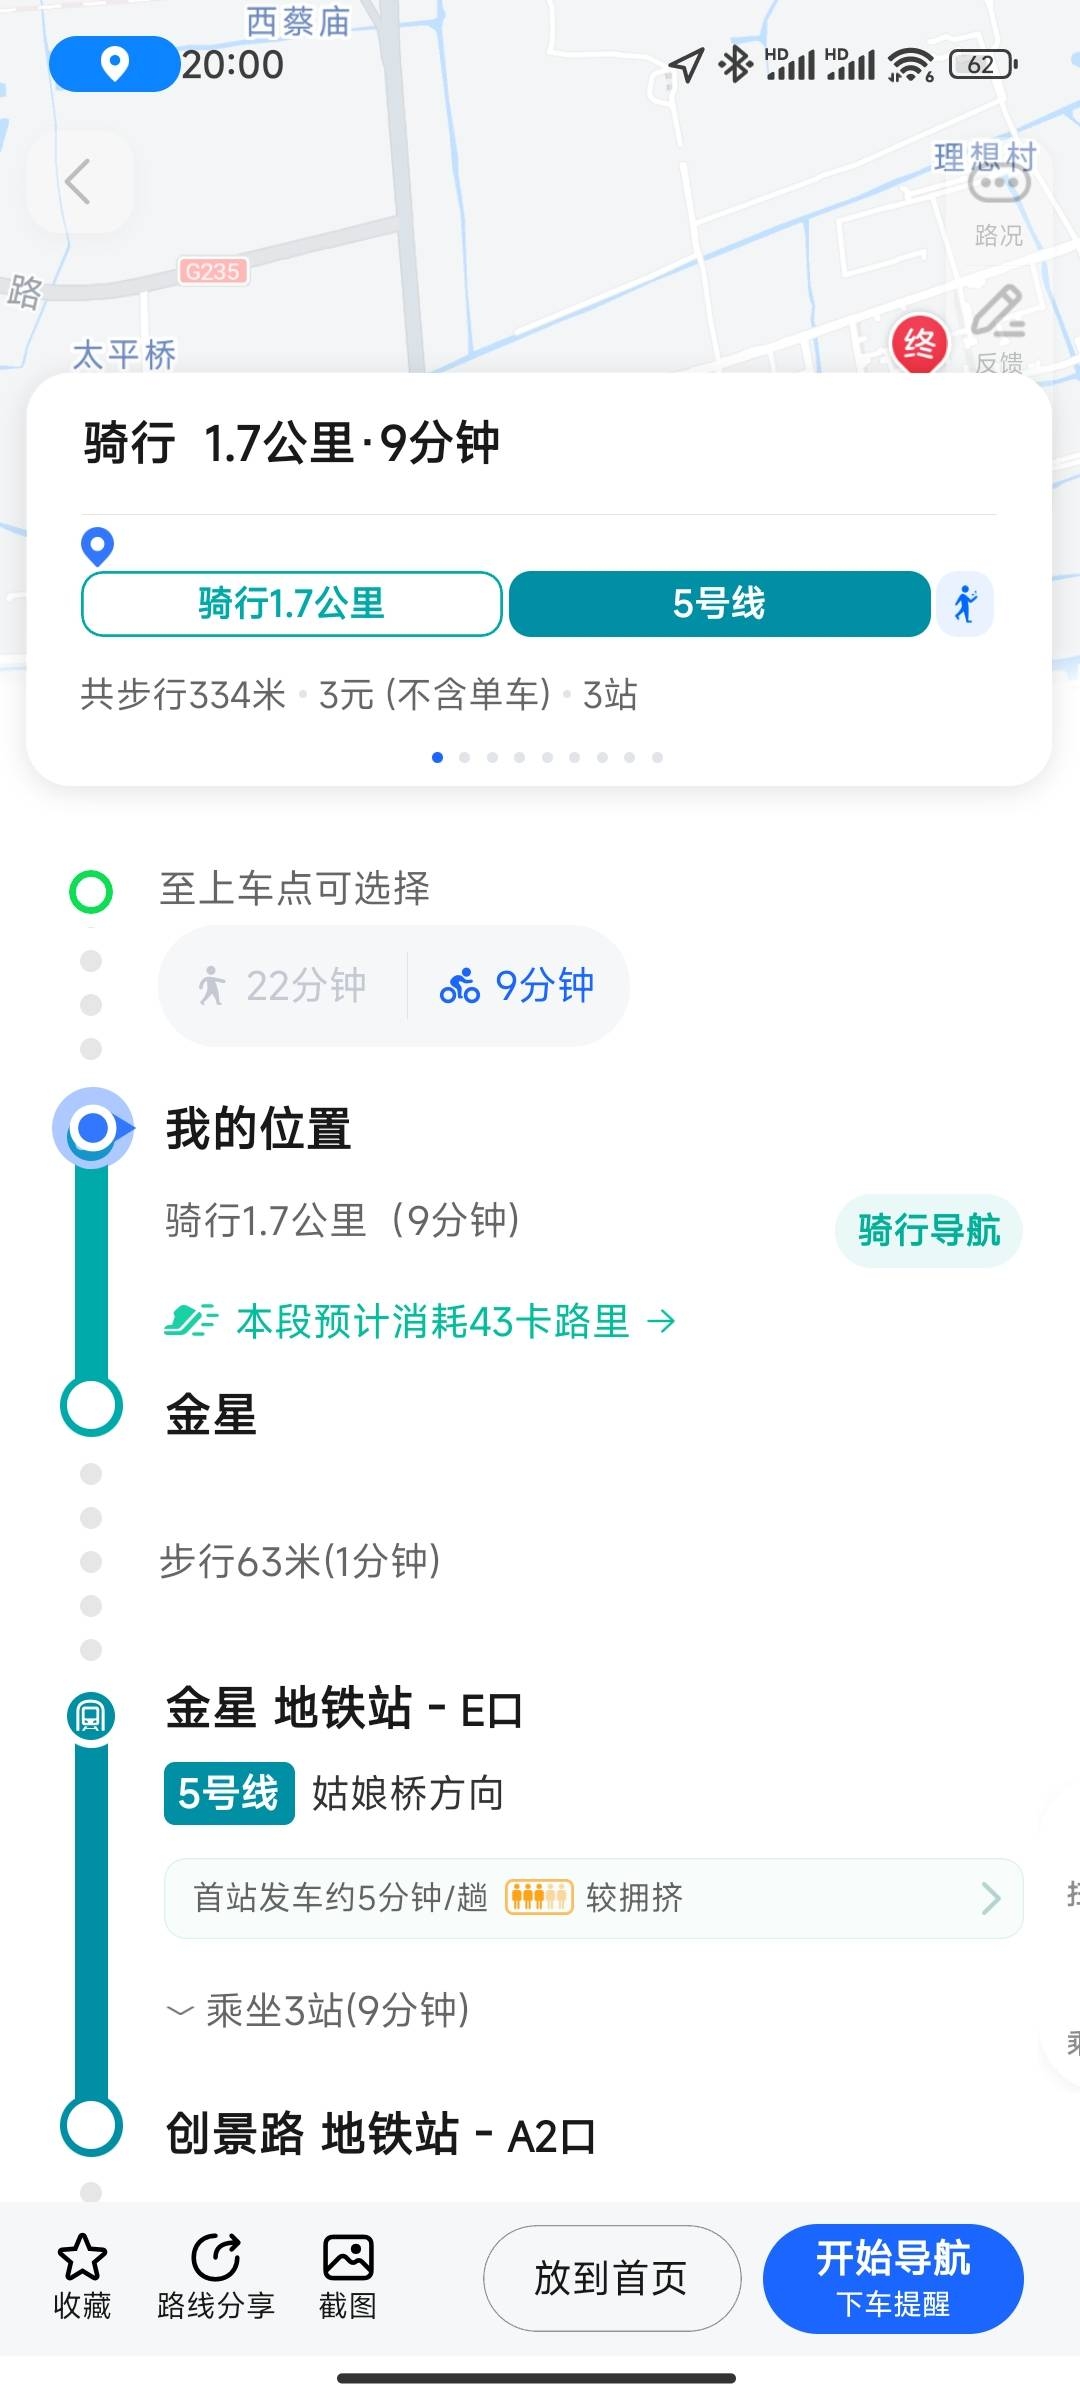 西蔡庙
20:00
HD
HD
6
62
理想村
路况
G235
路
终
太平桥
反馈
骑行 1.7公里·9分钟
骑行1.7公里
5号线
共步行334米 · 3元 (不含单车) · 3站
至上车点可选择
22分钟
9分钟
我的位置
骑行1.7公里（9分钟）
骑行导航
本段预计消耗43卡路里 →
金星
步行63米(1分钟)
金星 地铁站 - E口
5号线 姑娘桥方向
首站发车约5分钟/趟 较拥挤
乘坐3站(9分钟)
创景路 地铁站 - A2口
收藏
路线分享
截图
放到首页
开始导航
下车提醒